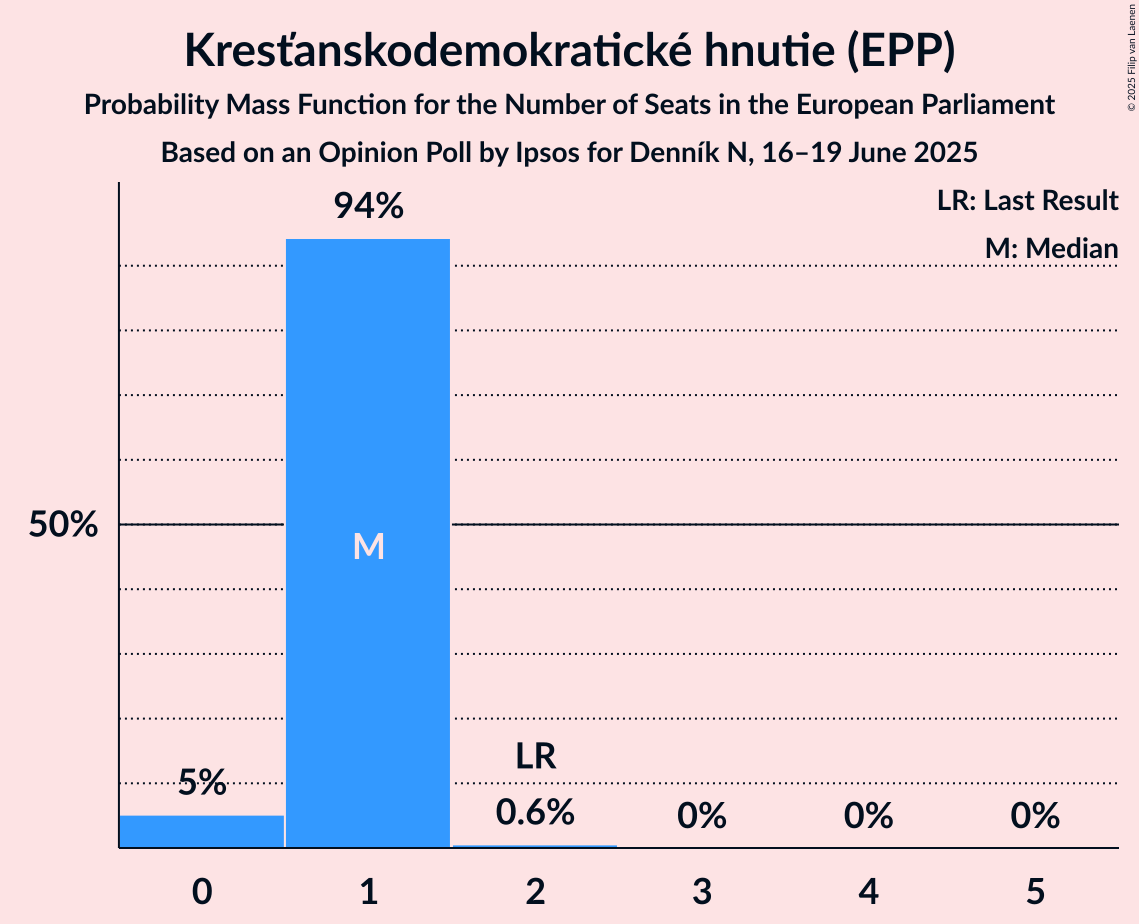 Kresťanskodemokratické hnutie (EPP)
Probability Mass Function for the Number of Seats in the European Parliament
Based on an Opinion Poll by Ipsos for Denník N, 16–19 June 2025
© 2025 Filip van Laenen
LR: Last Result
M: Median
94%
50%
M
LR
5%
0.6%
0%
0%
0%
0
1
2
3
4
5